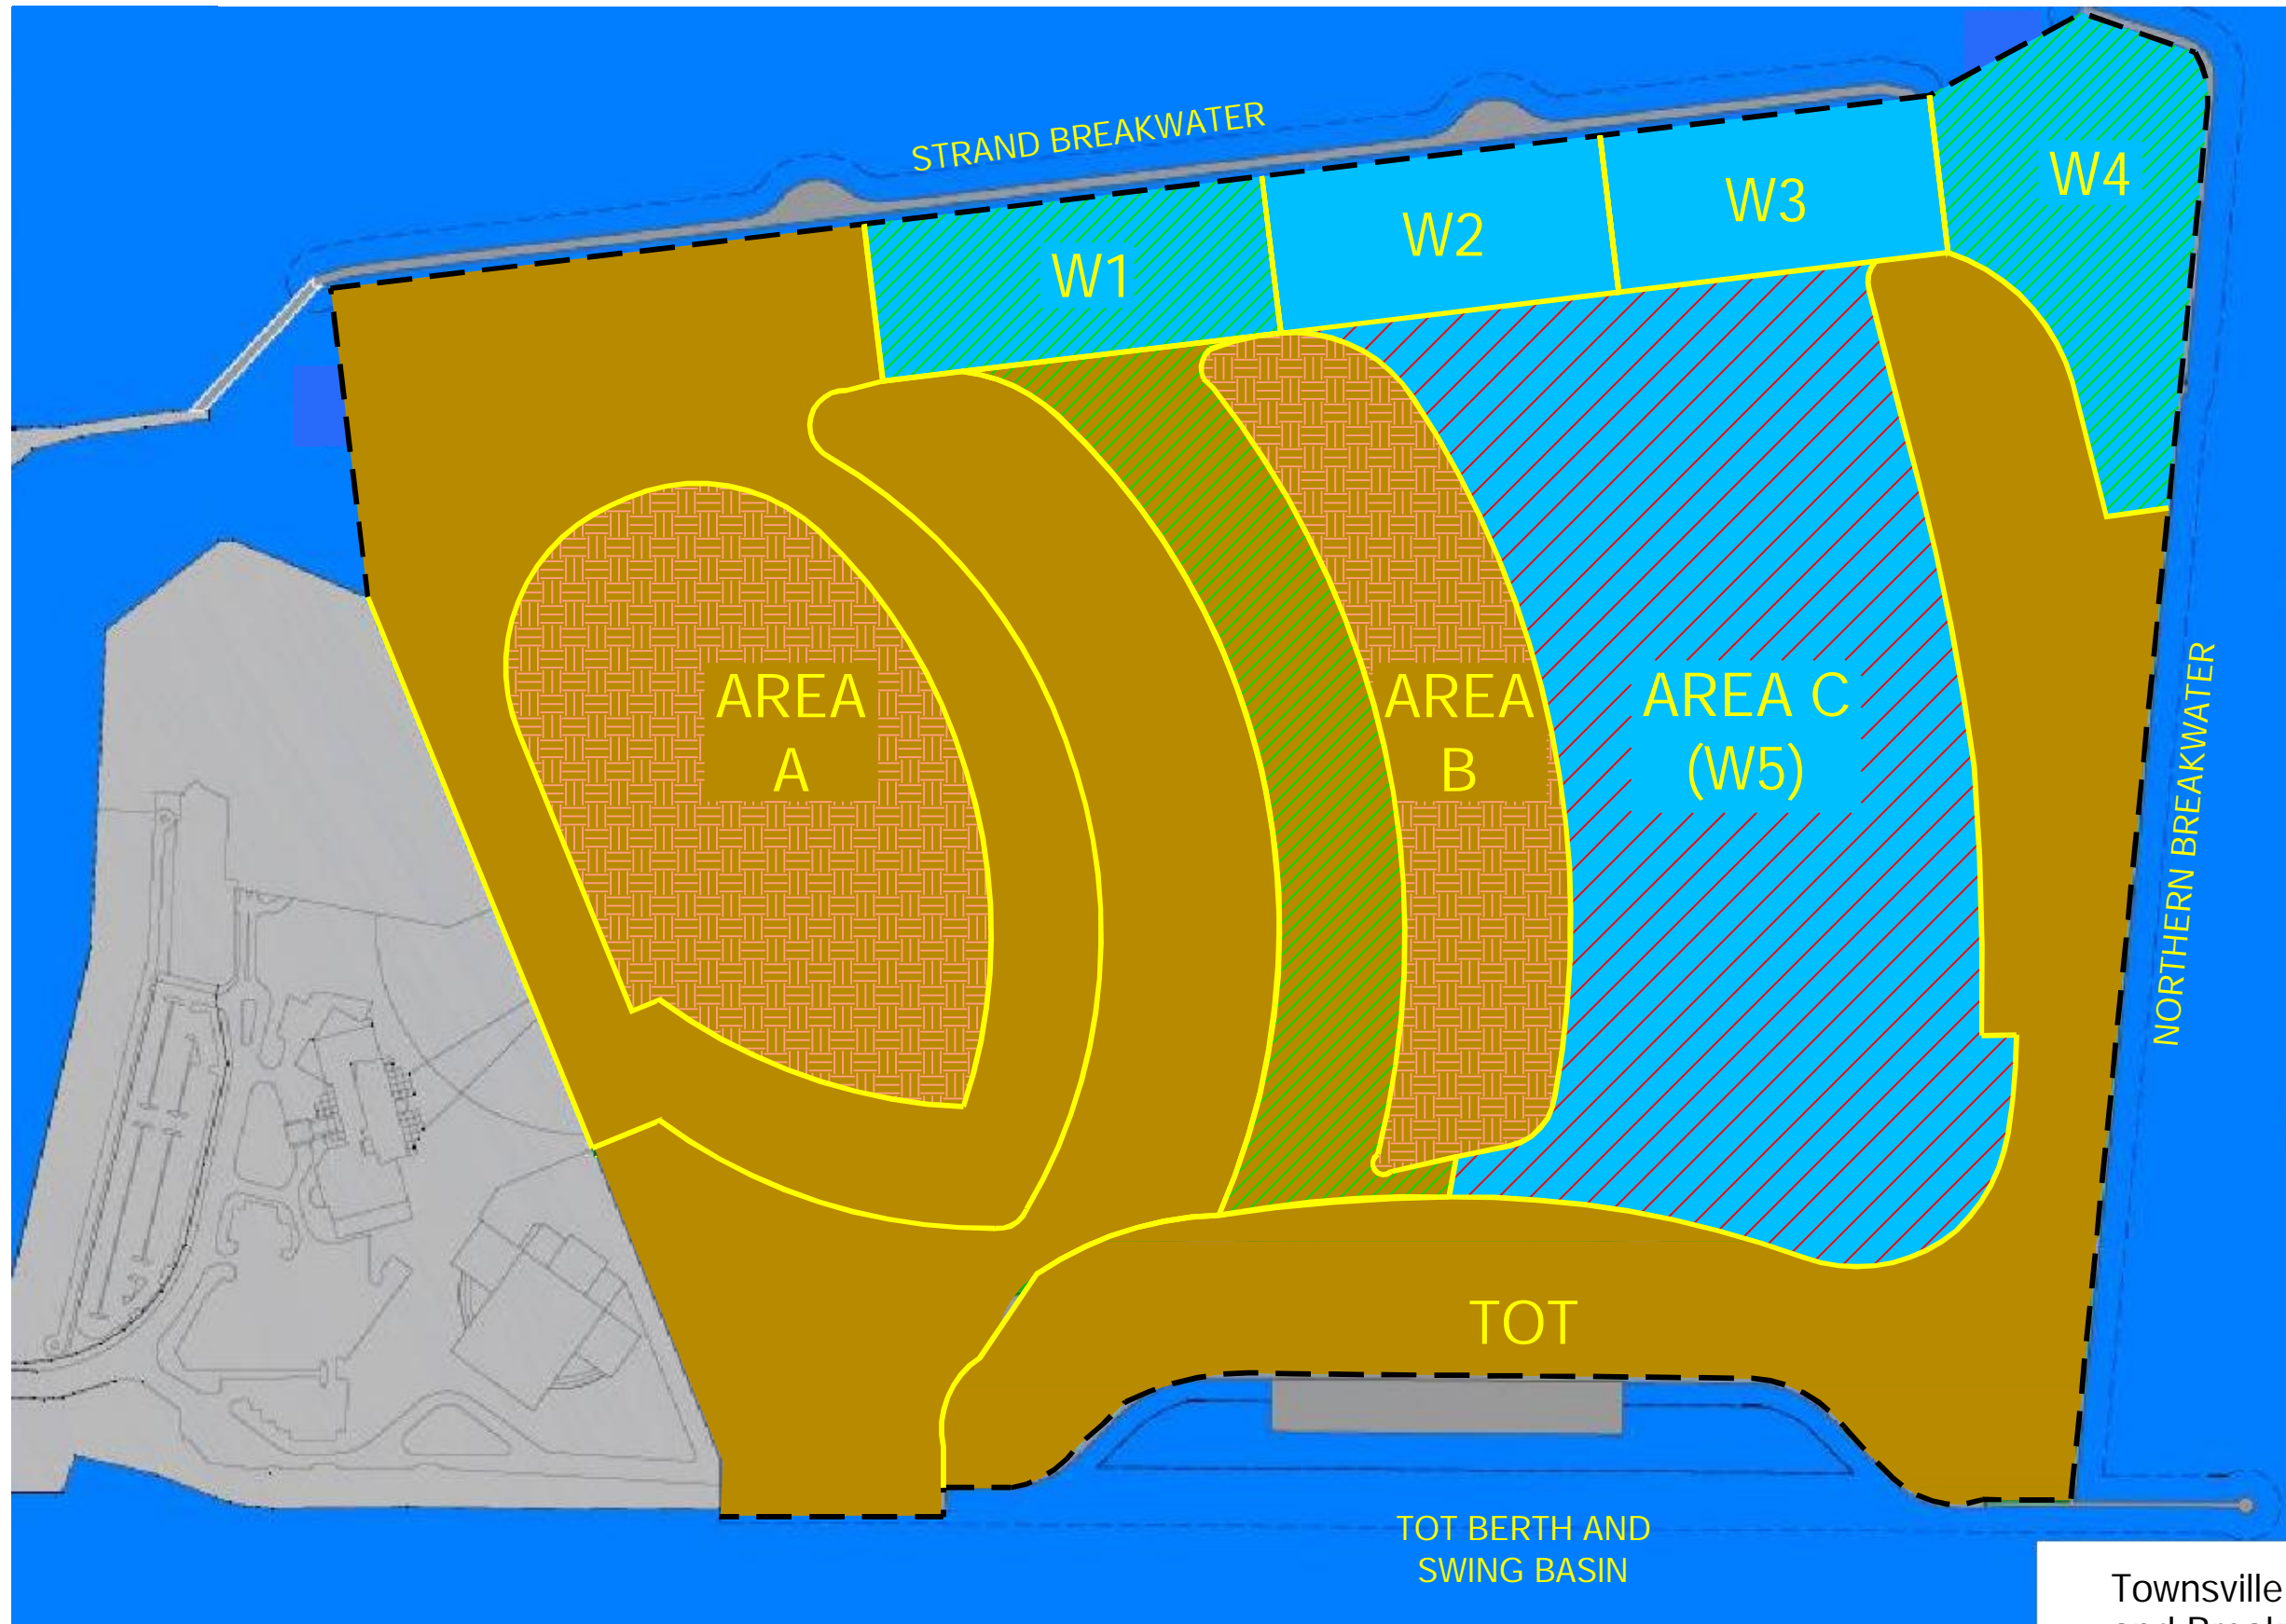 STRAND BREAKWATER
W4
W3
W2
W1
AREA
A
AREA
B
AREA C
(W5)
NORTHERN BREAKWATER
TOT
TOT BERTH AND
SWING BASIN
Townsville